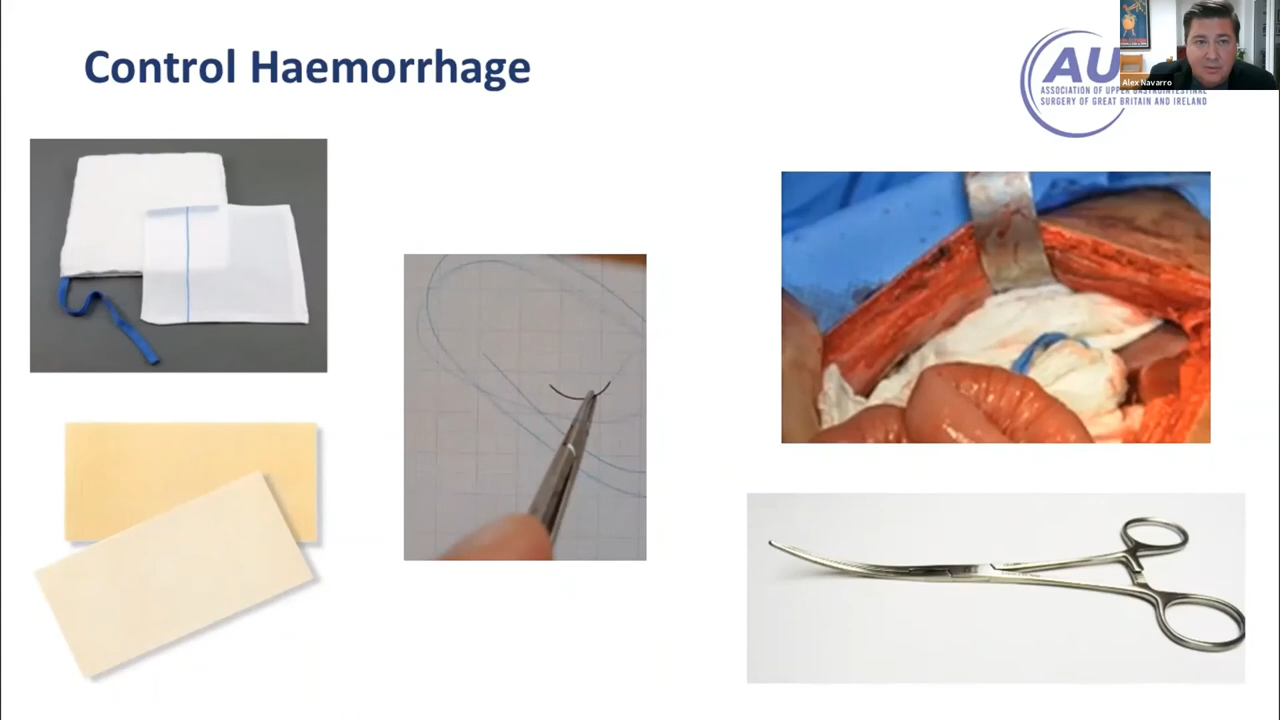 Control Haemorrhage
AU
Alex Navarro
ASSOCIATION OF UPPER GASTROINTESTINAL
SURGERY OF GREAT BRITAIN AND IRELAND